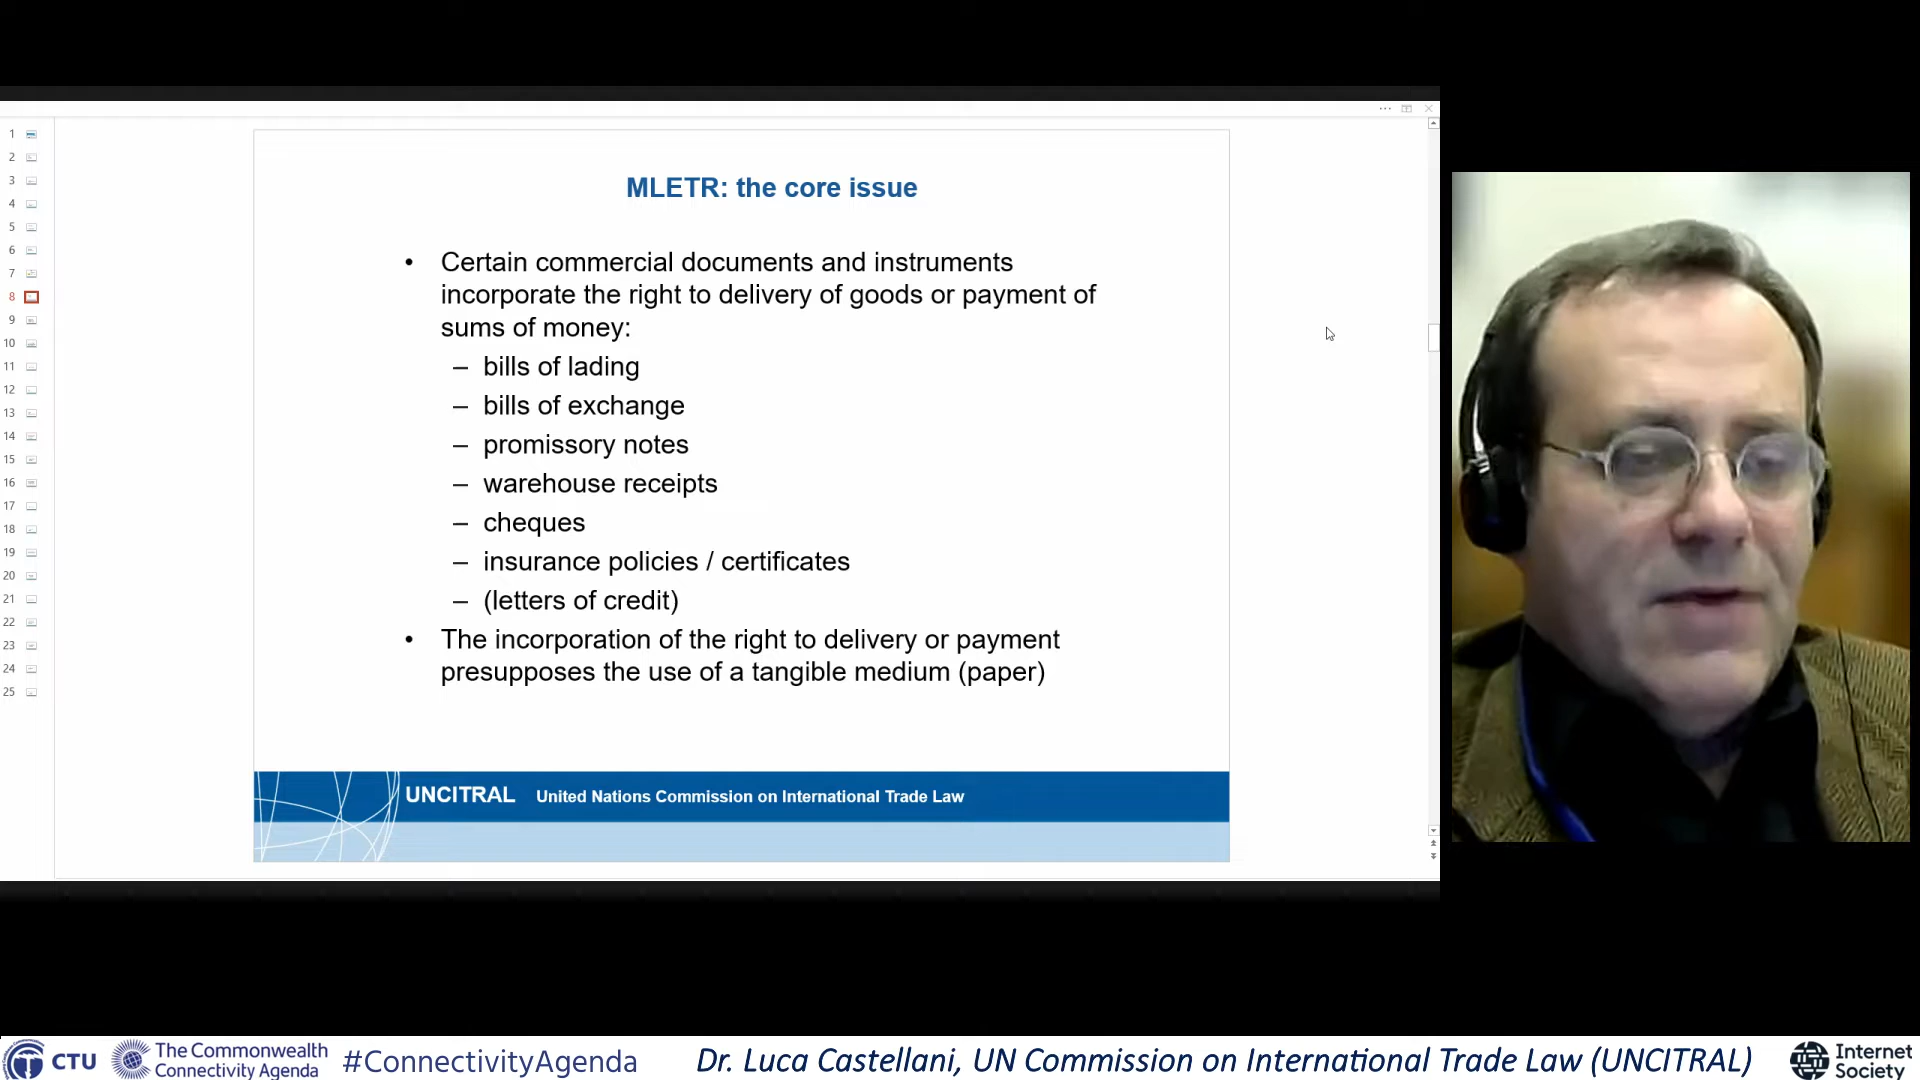 1
2
3
4
5
6
7
8
9
10
11
12
13
14
15
16
17
18
19
20
21
22
23
24
25
MLETR: the core issue
• Certain commercial documents and instruments
incorporate the right to delivery of goods or payment of
sums of money:
– bills of lading
– bills of exchange
– promissory notes
– warehouse receipts
– cheques
– insurance policies / certificates
– (letters of credit)
• The incorporation of the right to delivery or payment
presupposes the use of a tangible medium (paper)
UNCITRAL United Nations Commission on International Trade Law
CTU
The Commonwealth
Connectivity Agenda
#ConnectivityAgenda
Dr. Luca Castellani, UN Commission on International Trade Law (UNCITRAL)
Internet
Society